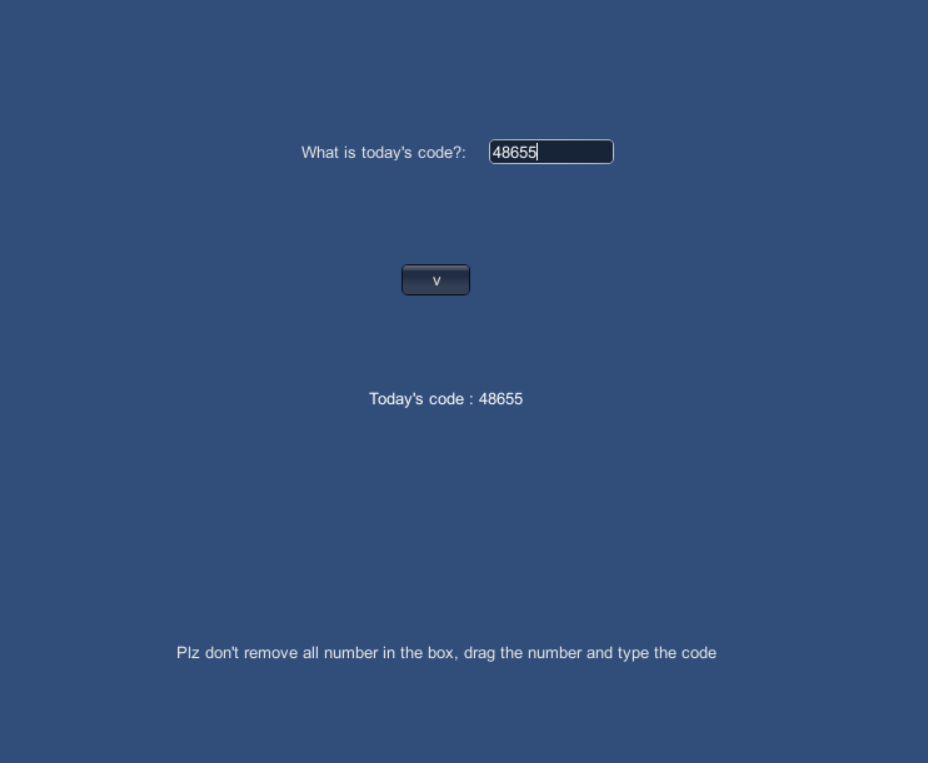 What is today's code?: 48655
v
Today's code : 48655
Plz don't remove all number in the box, drag the number and type the code